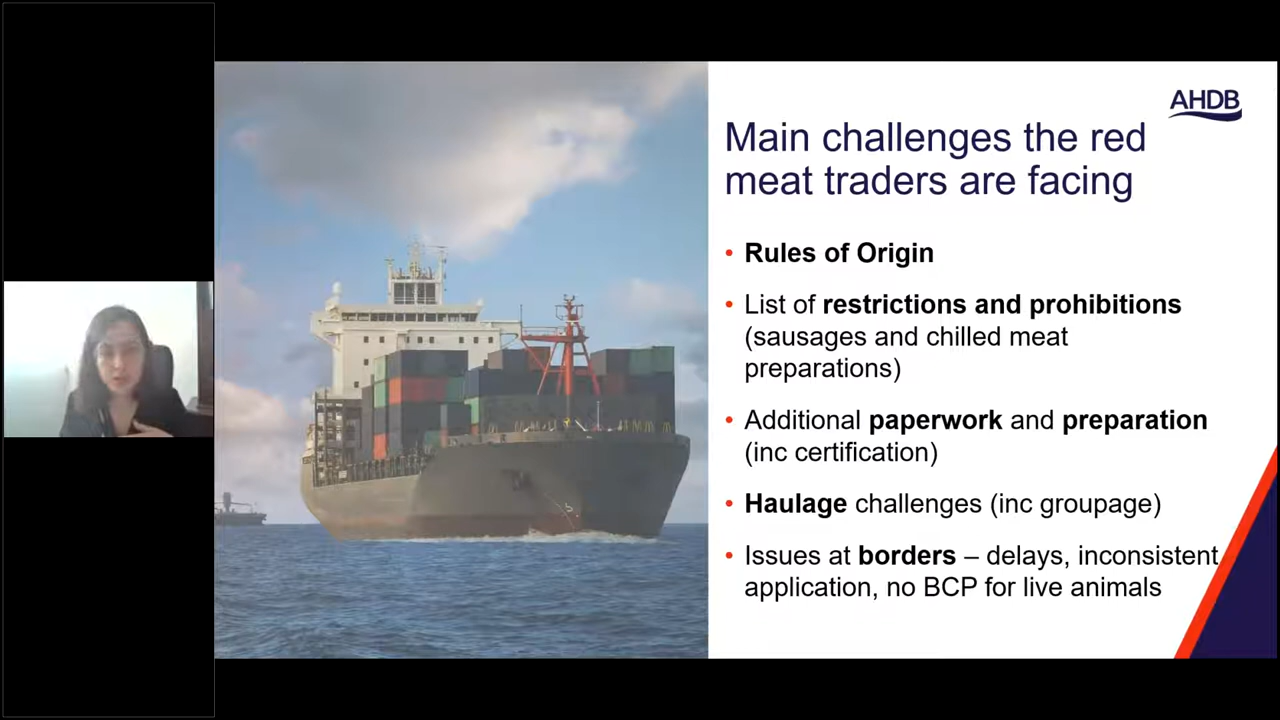 AHDB
Main challenges the red
meat traders are facing
• Rules of Origin
• List of restrictions and prohibitions
(sausages and chilled meat
preparations)
• Additional paperwork and preparation
(inc certification)
• Haulage challenges (inc groupage)
• Issues at borders – delays, inconsistent
application, no BCP for live animals